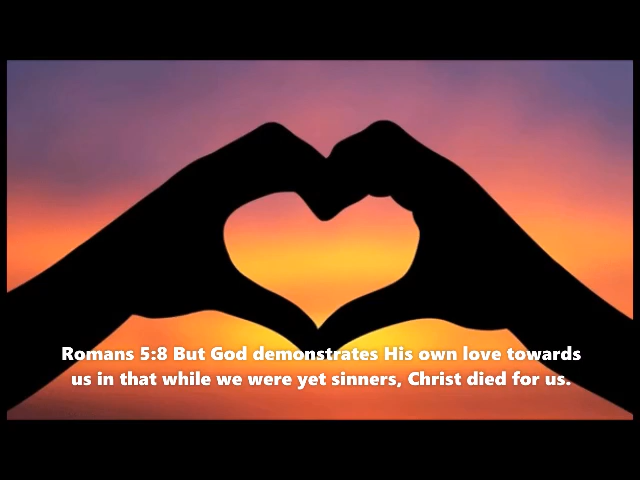 Romans 5:8 But God demonstrates His own love towards
us in that while we were yet sinners, Christ died for us.